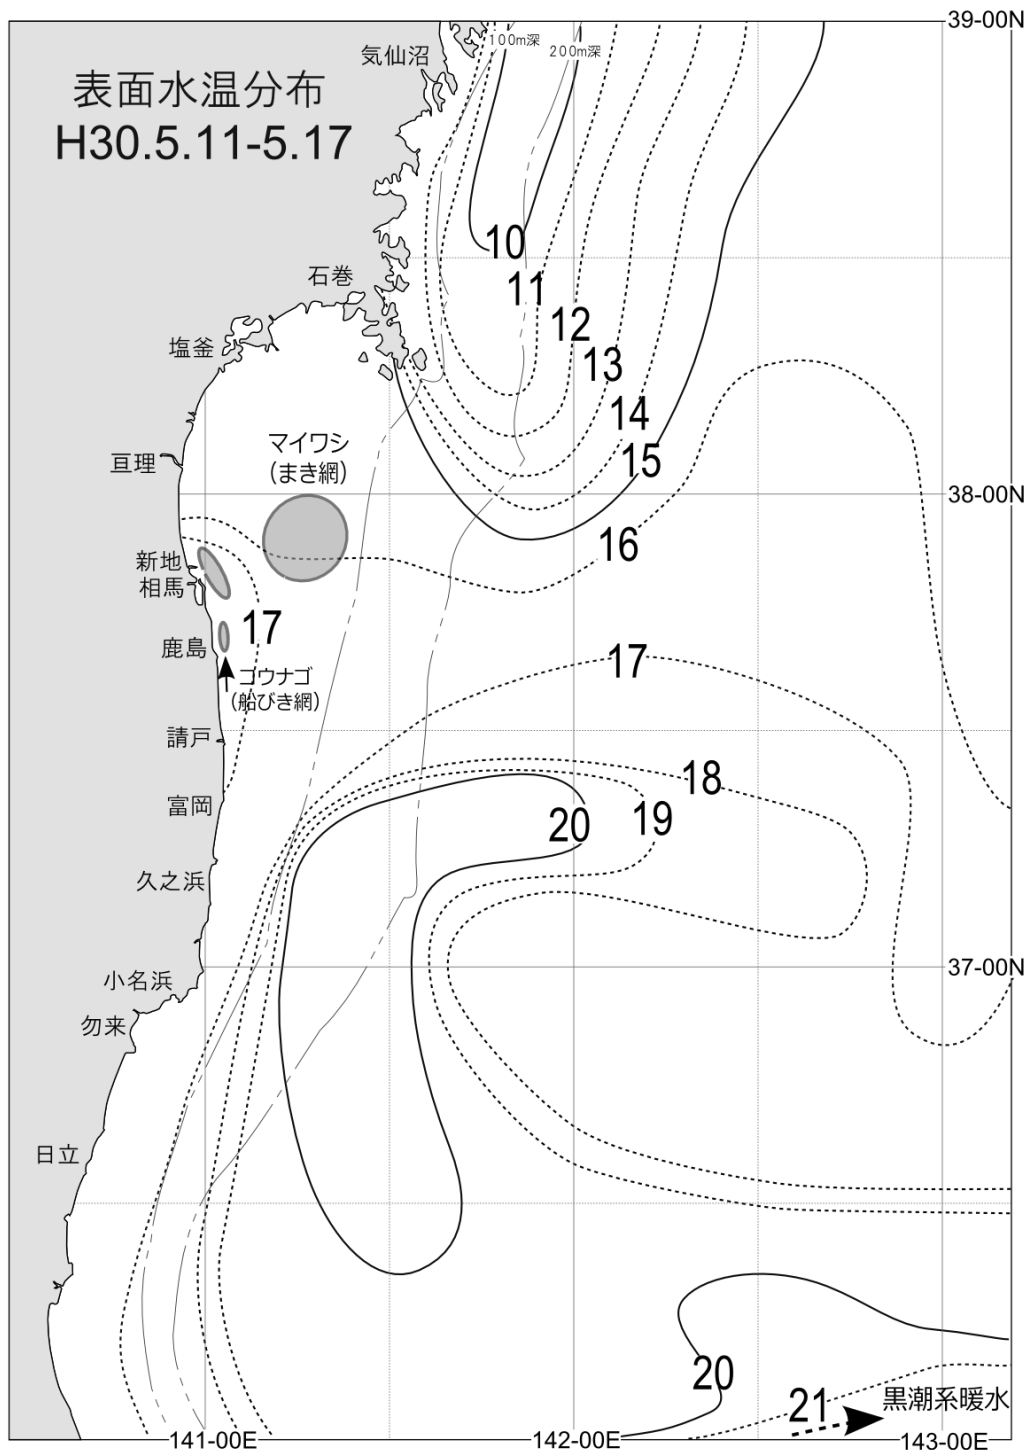 39-00N
100m深
200m深
気仙沼
表面水温分布
H30.5.11-5.17
10
石巻
11
12
塩釜
13
14
マイワシ
(まき網)
15
亘理
38-00N
16
新地
相馬
17
鹿島
17
コウナゴ
(船びき網)
請戸
18
富岡
19
20
久之浜
37-00N
小名浜
勿来
日立
20
21
黒潮系暖水
141-00E
142-00E
143-00E